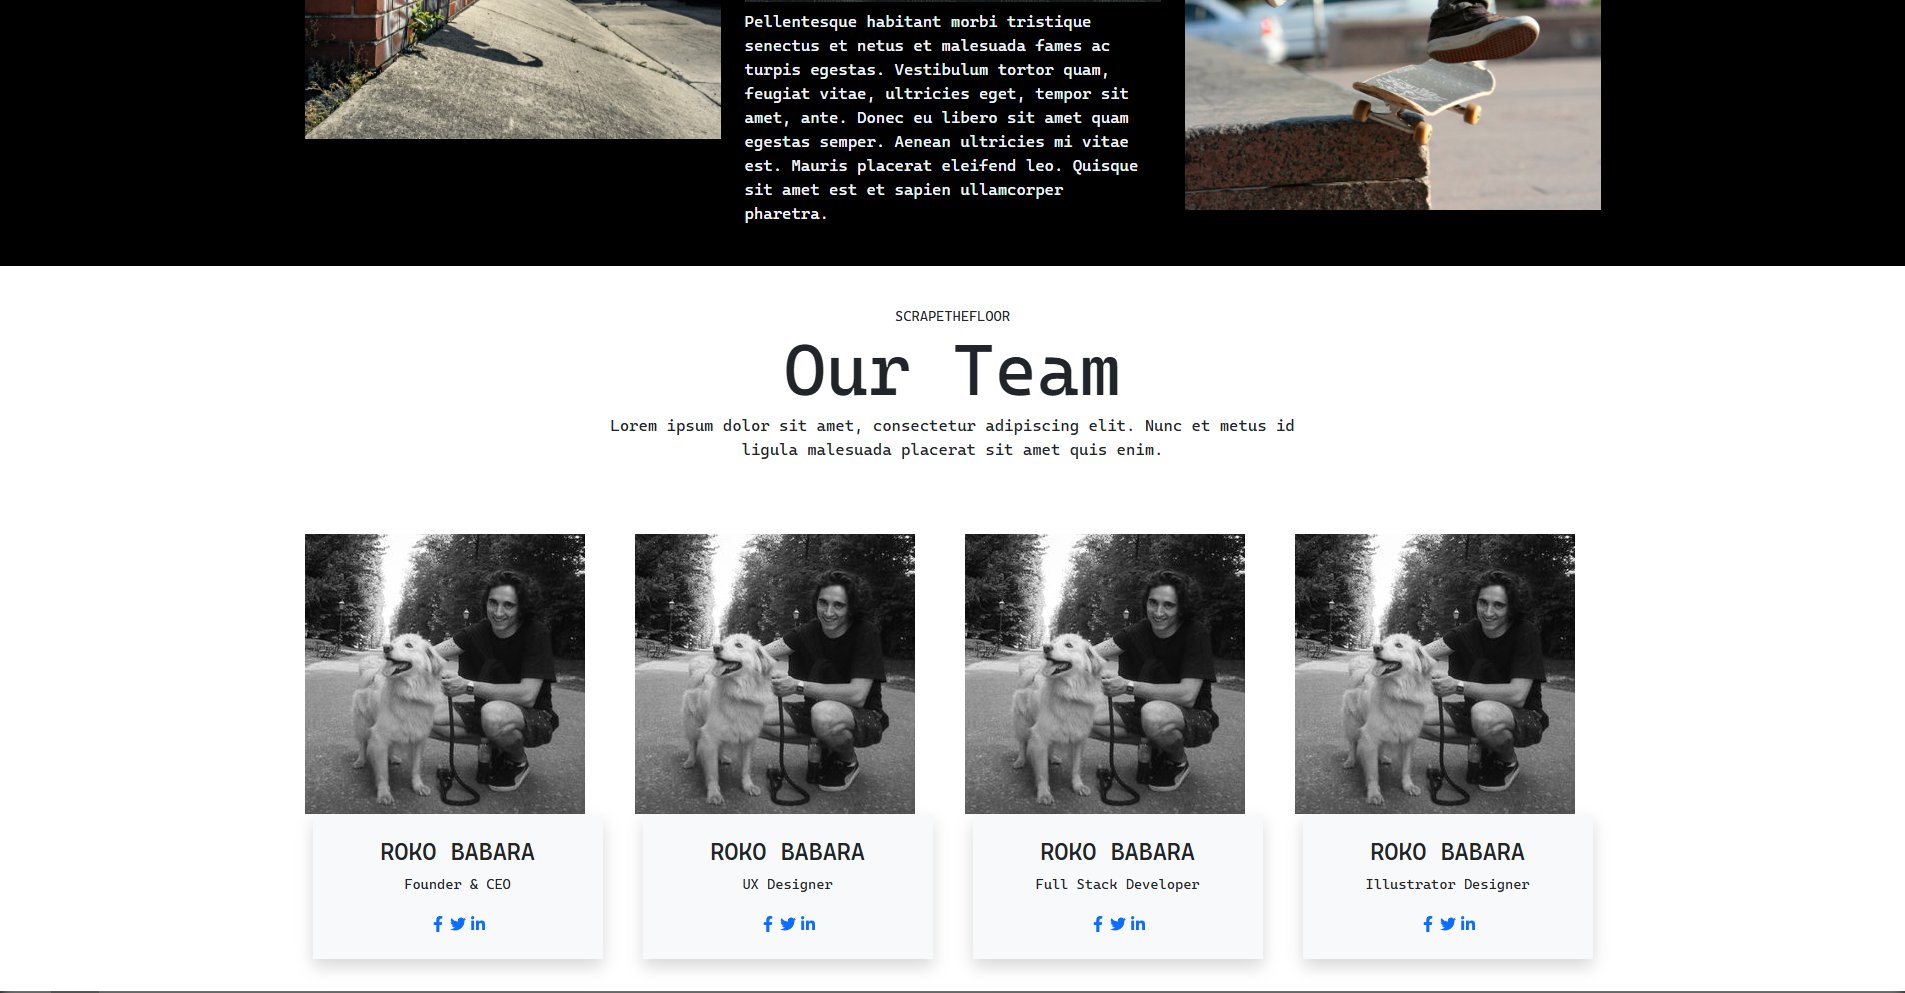 Pellentesque habitant morbi tristique
senectus et netus et malesuada fames ac
turpis egestas. Vestibulum tortor quam,
feugiat vitae, ultricies eget, tempor sit
amet, ante. Donec eu libero sit amet quam
egestas semper. Aenean ultricies mi vitae
est. Mauris placerat eleifend leo. Quisque
sit amet est et sapien ullamcorper
pharetra.
SCRAPETHEFLOOR
Our Team
Lorem ipsum dolor sit amet, consectetur adipiscing elit. Nunc et metus id
ligula malesuada placerat sit amet quis enim.
ROKO BABARA
Founder & CEO
ROKO BABARA
UX Designer
ROKO BABARA
Full Stack Developer
ROKO BABARA
Illustrator Designer